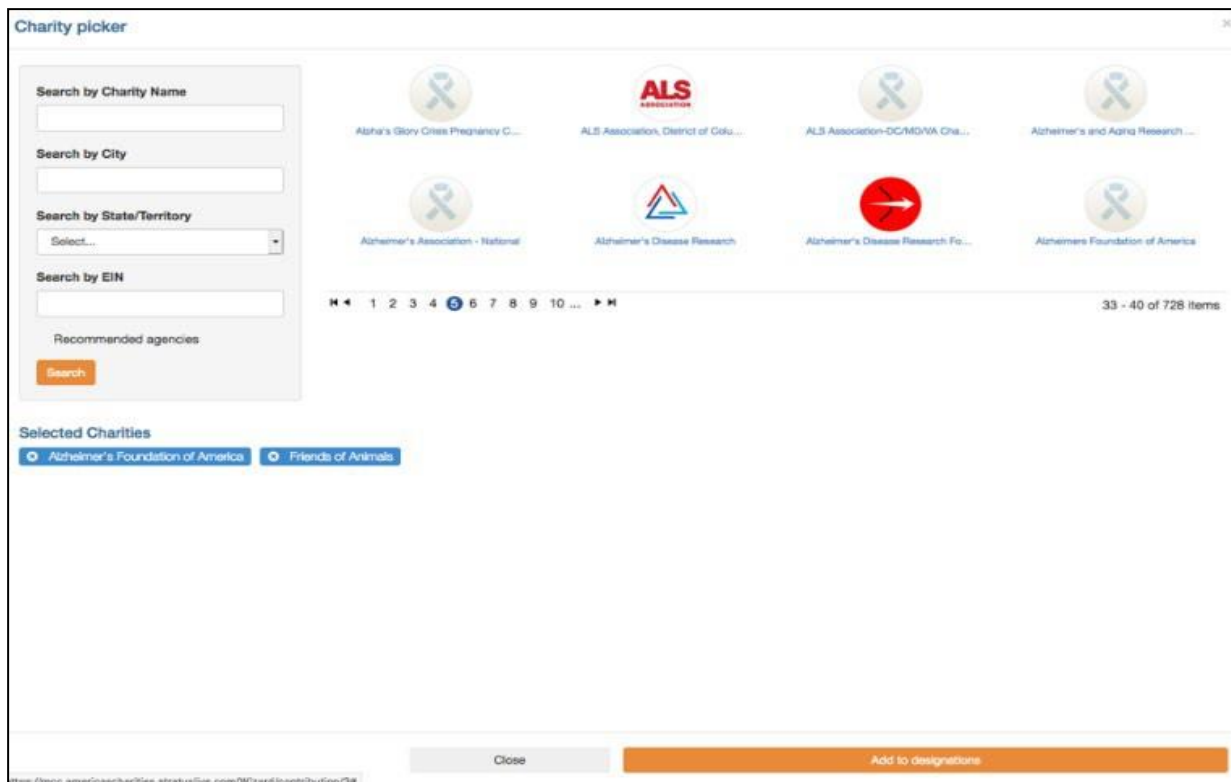 Charity picker
Search by Charity Name
Search by City
Search by State/Territory
Select...
Search by EIN
Recommended agencies
Search
ALS
ASSOCIATION
Alpha's Glory Crisis Pregnancy C...
ALS Association, District of Colu...
ALS Association-DC/MD/VA Cha...
Alzheimer's and Aging Research ...
Alzheimer's Association - National
Alzheimer's Disease Research
Alzheimer's Disease Research Fo...
Alzheimers Foundation of America
1 2 3 4 5 6 7 8 9 10 ...
33 - 40 of 728 items
Selected Charities
Alzheimer's Foundation of America
Friends of Animals
Close
Add to designations